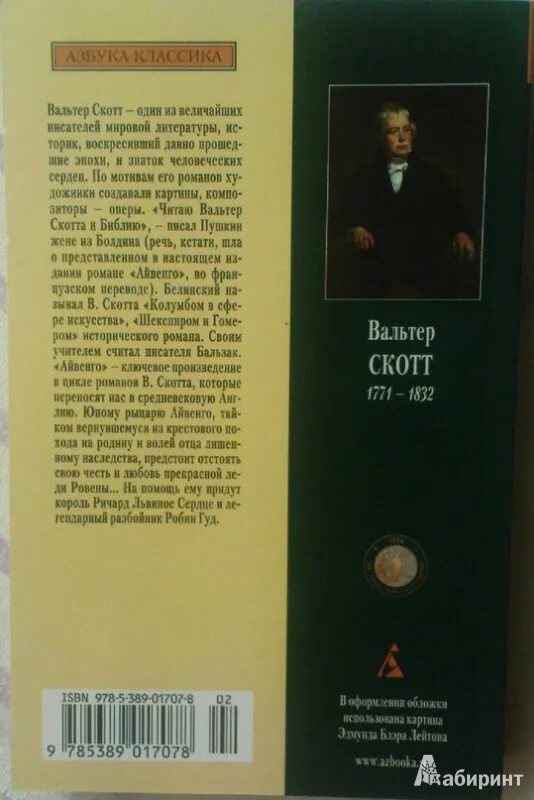 АЗБУКА КЛАССИКА
Вальтер Скотт – один из величайших
писателей мировой литературы, ис-
торик, воскресивший давно прошед-
шие эпохи, и знаток человеческих
сердец. По мотивам его романов ху-
дожники создавали картины, компо-
зиторы – оперы. «Читаю Вальтер
Скотта и Библию», – писал Пушкин
жене из Болдина (речь, кстати, шла
о представленном в настоящем из-
дании романе «Айвенго», во фран-
цузском переводе). Белинский на-
зывал В. Скотта «Колумбом в сфе-
ре искусства», «Шекспиром и Гоме-
ром» исторического романа. Своим
учителем считал писателя Бальзак.
«Айвенго» – ключевое произведение
в цикле романов В. Скотта, которые
переносят нас в средневековую Анг-
лию. Юному рыцарю Айвенго, тай-
ком вернувшемуся из крестового по-
хода на родину и волей отца лишен-
ному наследства, предстоит отстоять
свою честь и любовь прекрасной ле-
ди Ровены... На помощь ему придут
король Ричард Львиное Сердце и ле-
гендарный разбойник Робин Гуд.
ISBN 978-5-389-01707-8 02
9 785389 017078
Вальтер
СКОТТ
1771 – 1832
В оформлении обложки
использована картина
Эдмунда Блэра Лейтона
www.azbooka.
Лабиринт